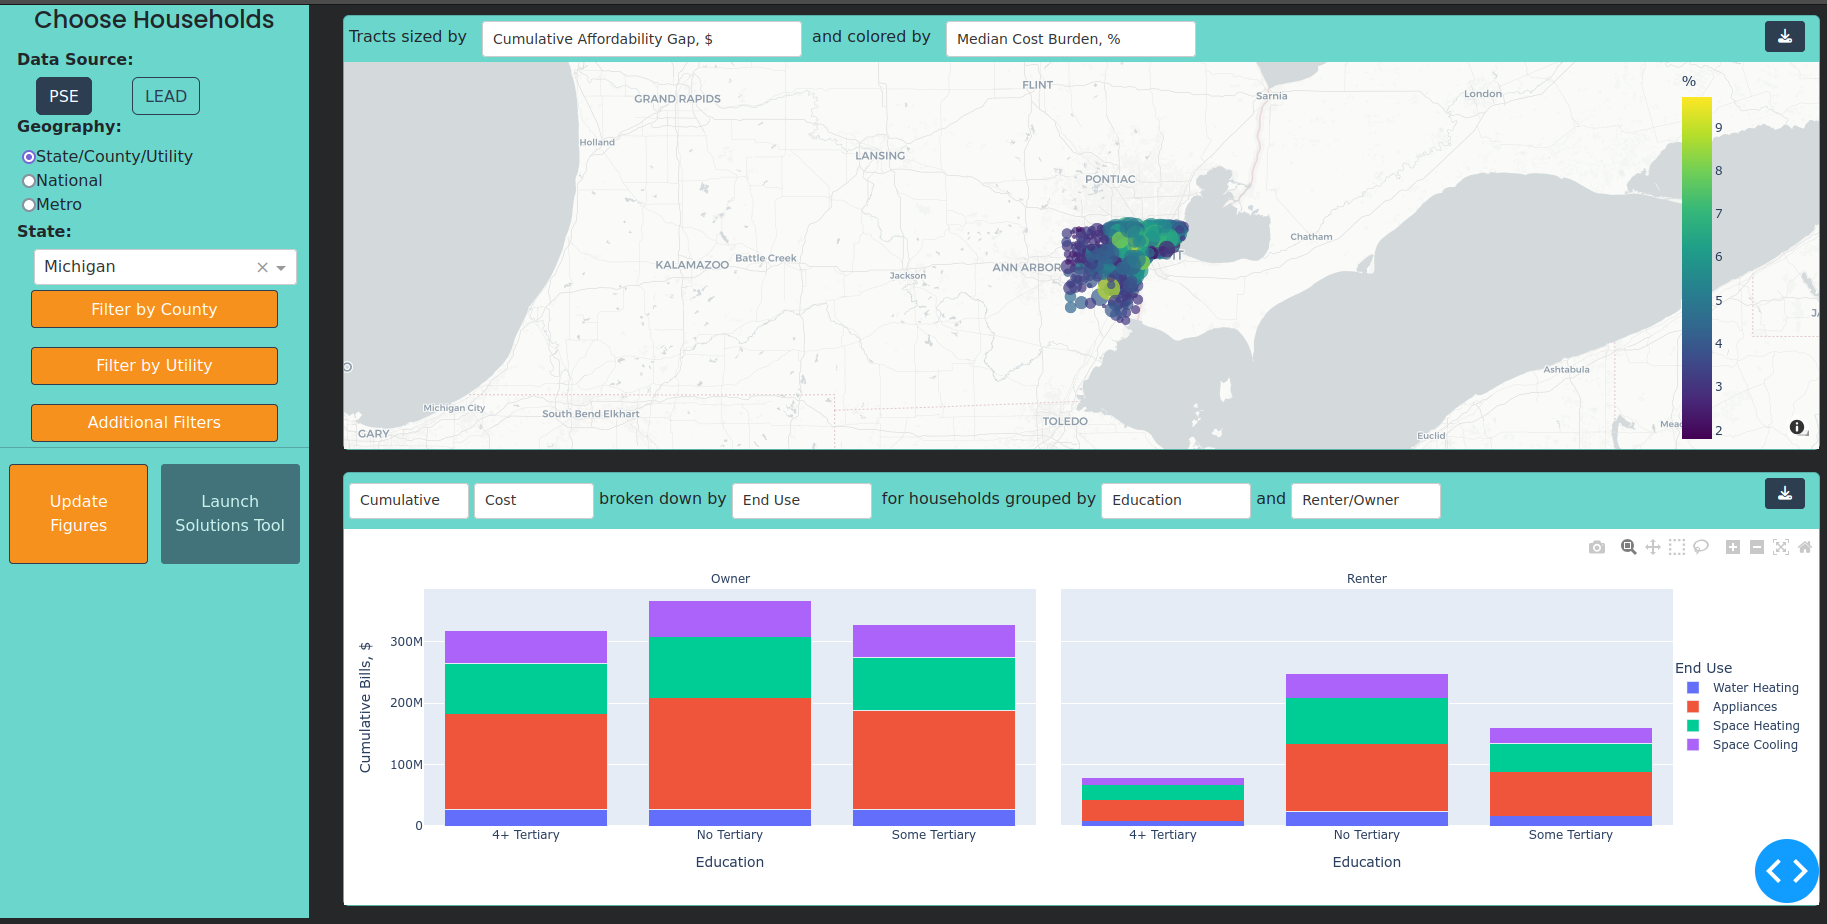 Choose Households
Data Source:
PSE
LEAD
Geography:
State/County/Utility
National
Metro
State:
Michigan
Filter by County
Filter by Utility
Additional Filters
Update
Figures
Launch
Solutions Tool
Tracts sized by Cumulative Affordability Gap, $ and colored by Median Cost Burden, %
GRAND RAPIDS
FLINT
Sarnia
London
Holland
LANSING
PONTIAC
Chatham
KALAMAZOO
Battle Creek
Jackson
ANN ARBOR
Michigan City
South Bend
Elkhart
GARY
TOLEDO
Ashtabula
Euclid
%
9
8
7
6
5
4
3
2
Cumulative Cost broken down by End Use for households grouped by Education and Renter/Owner
Owner
Renter
Cumulative Bills, $
300M
200M
100M
0
4+ Tertiary
No Tertiary
Some Tertiary
Education
4+ Tertiary
No Tertiary
Some Tertiary
Education
End Use
Water Heating
Appliances
Space Heating
Space Cooling